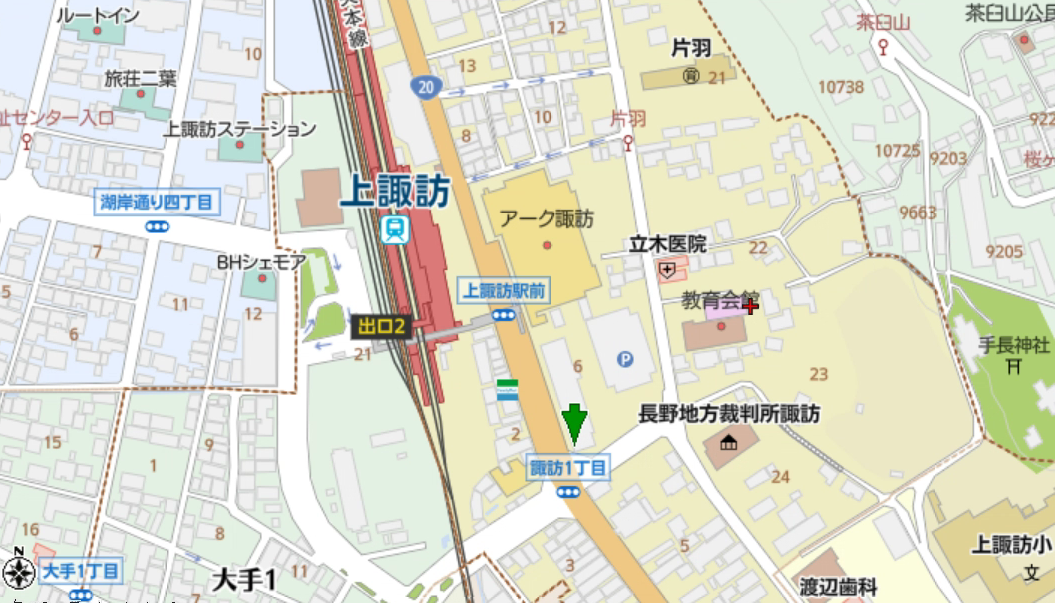 ルートイン
本線
茶臼山
茶臼山公
12
片羽
10
13
20
21
旅荘二葉
10738
センター入口
10
片羽
922
上諏訪ステーション
8
10725
9203
桜ヶ
湖岸通り四丁目
上諏訪
アーク諏訪
9663
7
立木医院
22
9205
BHシェモア
5
11
12
上諏訪駅前
教育会館
6
出口2
21
P
6
手長神社
23
長野地方裁判所諏訪
15
9
2
1
諏訪1丁目
24
16
8
5
上諏訪小
N
大手1丁目
大手1
11
3
文
渡辺歯科
7